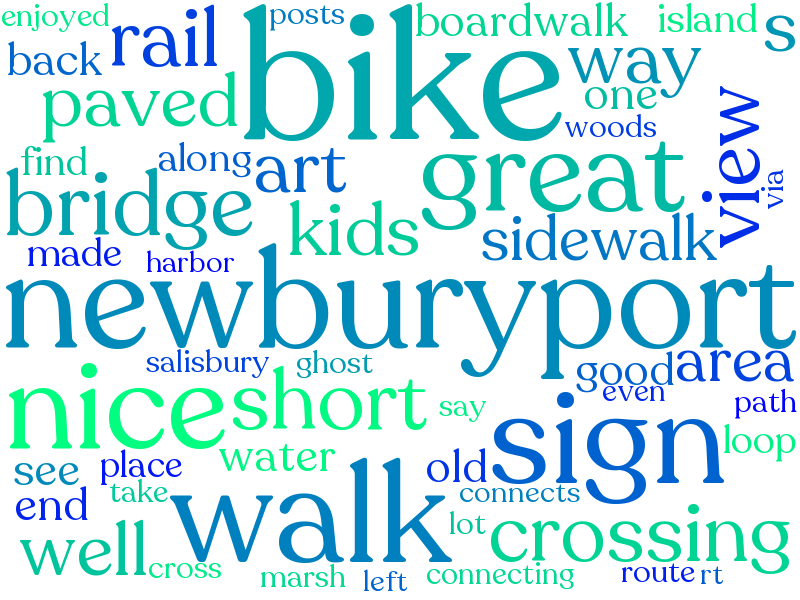 enjoyed
rail
posts
boardwalk
island
s
back
bike
way
paved
one
woods
view
via
find
along
art
great
bridge
kids
sidewalk
made
harbor
newburyport
salisbury
ghost
good
area
even
path
nice
short
say
sign
loop
see
place
water
old
end
take
walk
connects
well
lot
crossing
cross
marsh
left
connecting
route
rt